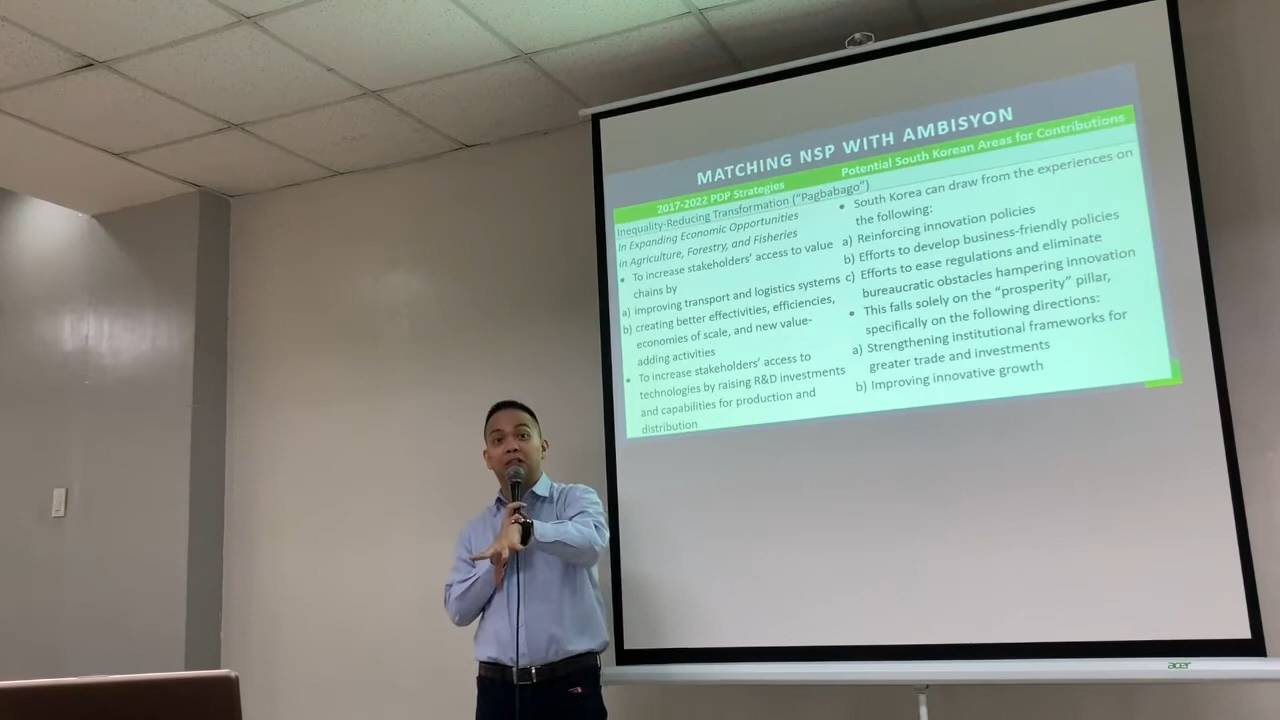 MATCHING NSP WITH AMBISYON
2017-2022 PDP Strategies
Potential South Korean Areas for Contributions
Inequality-Reducing Transformation ("Pagbabago")
In Expanding Economic Opportunities
in Agriculture, Forestry, and Fisheries
• To increase stakeholders' access to value
chains by
a) improving transport and logistics systems
b) creating better effectivities, efficiencies,
economies of scale, and new value-
adding activities
• To increase stakeholders' access to
technologies by raising R&D investments
and capabilities for production and
distribution
• South Korea can draw from the experiences on
the following:
a) Reinforcing innovation policies
b) Efforts to develop business-friendly policies
c) Efforts to ease regulations and eliminate
bureaucratic obstacles hampering innovation
• This falls solely on the "prosperity" pillar,
specifically on the following directions:
a) Strengthening institutional frameworks for
greater trade and investments
b) Improving innovative growth
acer